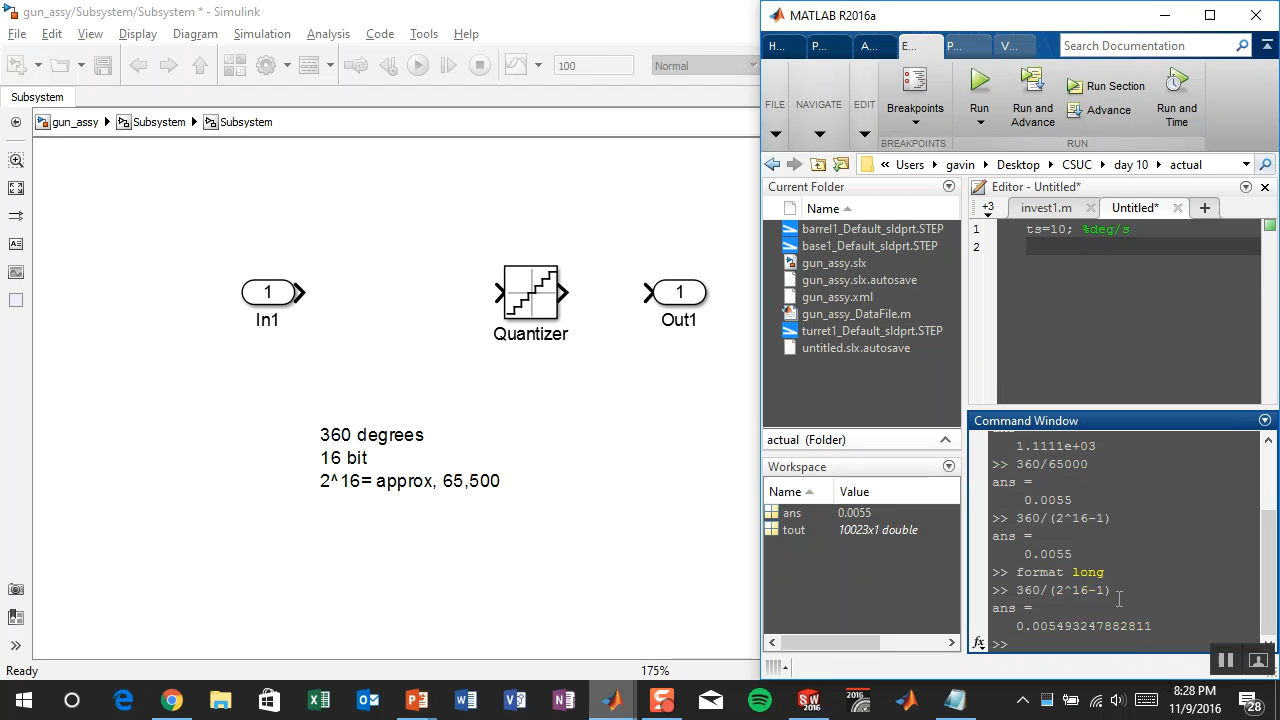 gun_assy/Subsystem/Subsystem * - Simulink
File Edit View Display Diagram Simulation Analysis Code Tools Help
100
Normal
Subsystem
gun_assy Subsystem Subsystem
1
In1
Quantizer
1
Out1
360 degrees
16 bit
2^16= approx, 65,500
Ready
175%
MATLAB R2016a
H... P... A... E... P... V...
Search Documentation
FILE
NAVIGATE
EDIT
Breakpoints
BREAKPOINTS
Run
Run and Advance
Run Section
Advance
Run and Time
RUN
« Users gavin Desktop CSUC day 10 actual
Current Folder
Name
barrel1_Default_sldprt.STEP
base1_Default_sldprt.STEP
gun_assy.slx
gun_assy.slx.autosave
gun_assy.xml
gun_assy_DataFile.m
turret1_Default_sldprt.STEP
untitled.slx.autosave
actual (Folder)
Workspace
Name Value
ans 0.0055
tout 10023x1 double
Editor - Untitled*
+3 invest1.m Untitled*
1 ts=10; %deg/s
2
Command Window
1.1111e+03
>> 360/65000
ans =
0.0055
>> 360/(2^16-1)
ans =
0.0055
>> format long
>> 360/(2^16-1)
ans =
0.005493247882811
fx >>
8:28 PM
11/9/2016
28